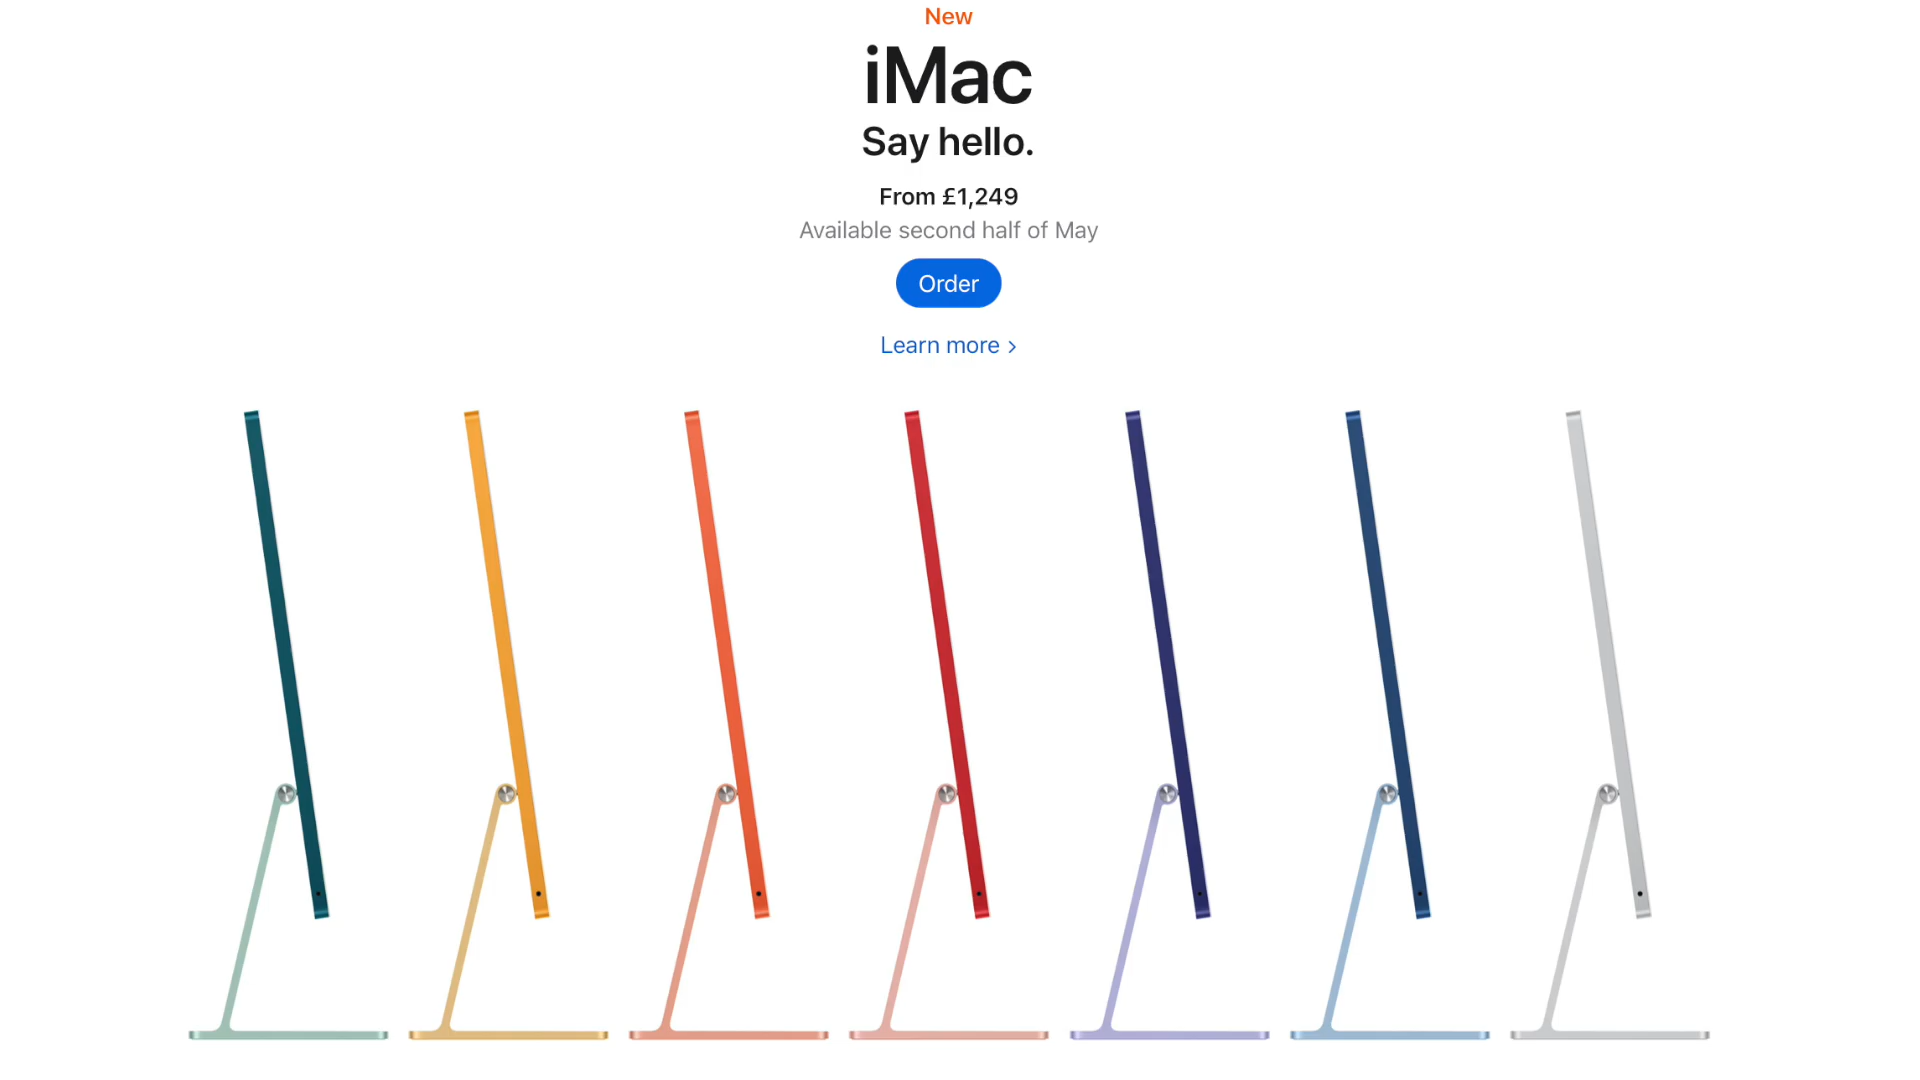 New
iMac
Say hello.
From £1,249
Available second half of May
Order
Learn more >